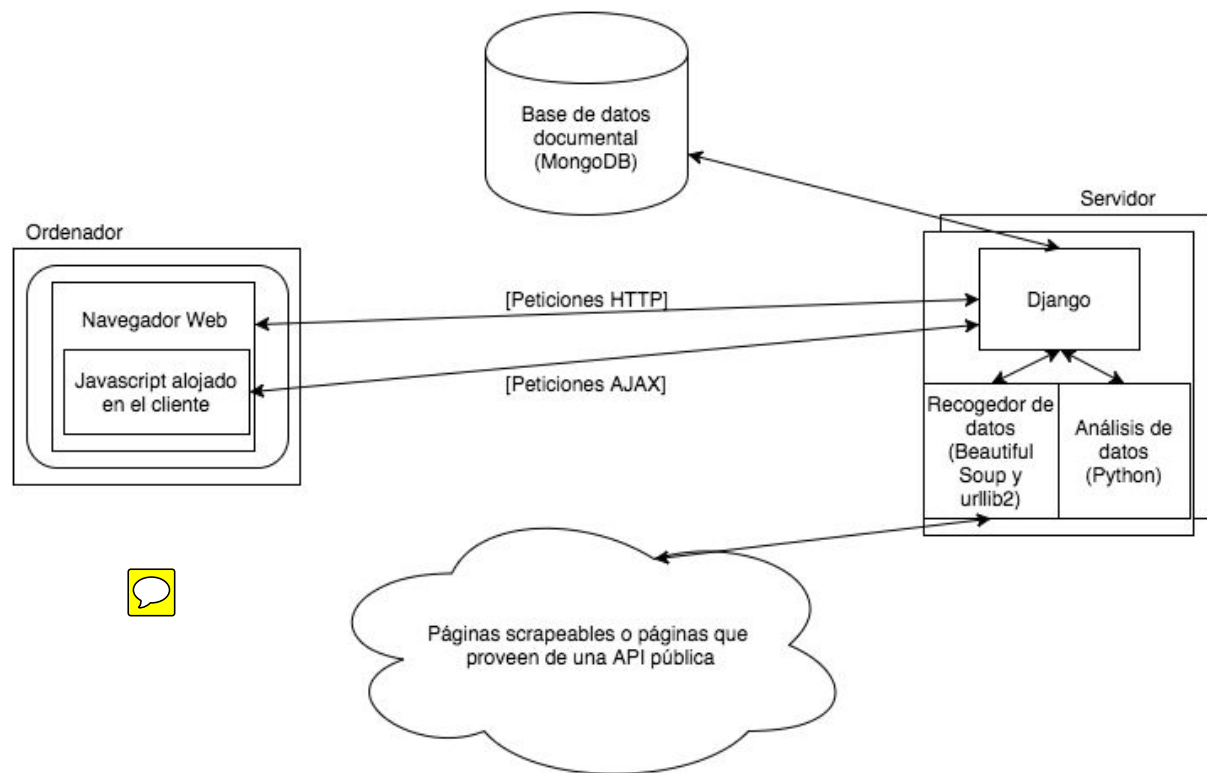 Base de datos
documental
(MongoDB)
Servidor
Ordenador
Django
[Peticiones HTTP]
Navegador Web
Javascript alojado
en el cliente
[Peticiones AJAX]
Recogedor de
datos
(Beautiful
Soup y
urllib2)
Análisis de
datos
(Python)
Páginas scrapeables o páginas que
proveen de una API pública